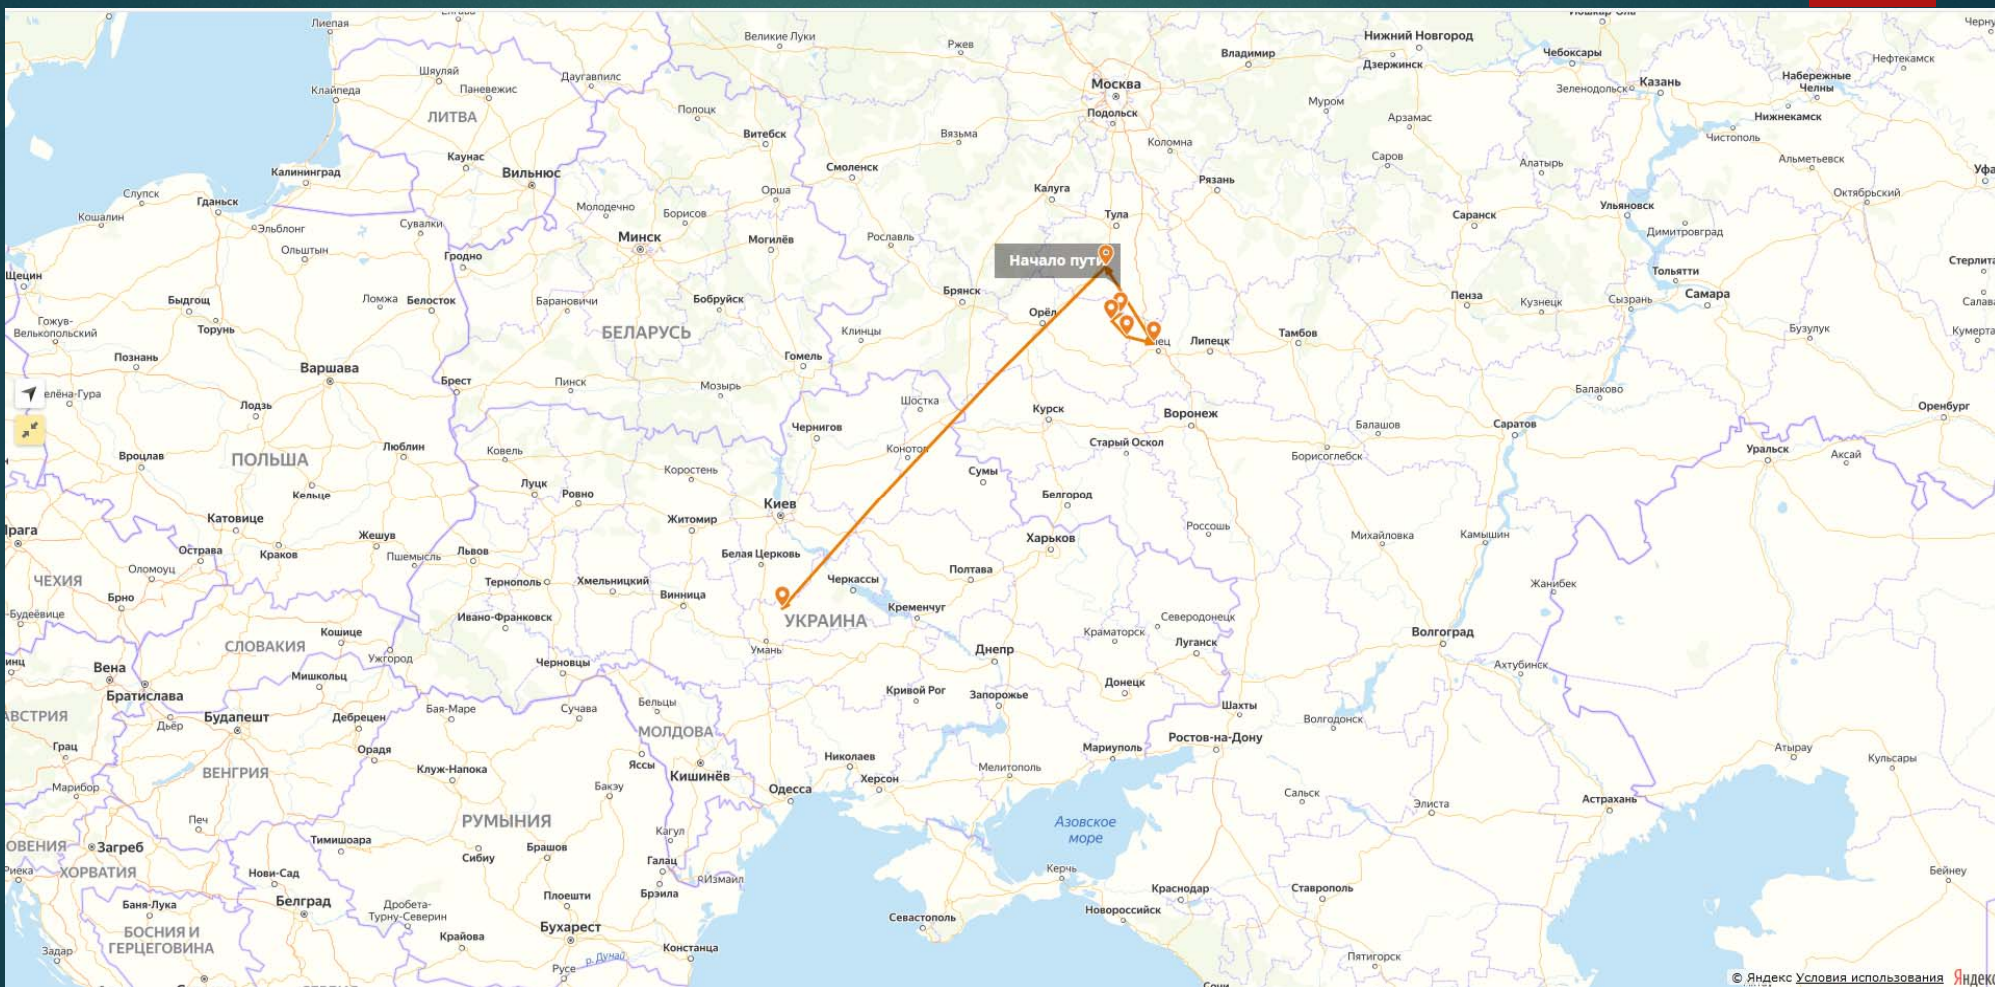 Лиепая
Великие Луки
Ржев
Владимир
Нижний Новгород
Дзержинск
Чебоксары
Казань
Зеленодольск
Набережные
Челны
Нефтекамск
Москва
Подольск
Шяуляй
Паневежис
Даугавпилс
Клайпеда
ЛИТВА
Полоцк
Витебск
Вязьма
Коломна
Муром
Арзамас
Нижнекамск
Чистополь
Каунас
Вильнюс
Смоленск
Саров
Алатырь
Альметьевск
Уфа
Калининград
Слупск
Гданьск
Кошалин
Эльблонг
Ольштын
Сувалки
Гродно
Молодечно
Борисов
Орша
Минск
Могилёв
Рославль
Калуга
Тула
Рязань
Саранск
Ульяновск
Октябрьский
Димитровград
Начало пути
Щецин
Быдгощ
Торунь
Ломжа
Белосток
Барановичи
Бобруйск
Брянск
Орёл
Тольятти
Самара
Пенза
Кузнецк
Сызрань
Гожув-
Велькопольский
БЕЛАРУСЬ
Клинцы
Гомель
Липецк
Тамбов
Бузулук
Познань
Варшава
Брест
Пинск
Мозырь
Лодзь
Шостка
Чернигов
Курск
Воронеж
Балаково
Балашов
Саратов
Оренбург
Вроцлав
ПОЛЬША
Люблин
Ковель
Коростень
Конотоп
Сумы
Старый Оскол
Борисоглебск
Уральск
Аксай
Кельце
Луцк
Ровно
Киев
Белгород
Катовице
Житомир
Россошь
Острава
Краков
Жешув
Пшемысль
Львов
Белая Церковь
Харьков
Михайловка
Камышин
Оломоуц
ЧЕХИЯ
Брно
Тернополь
Хмельницкий
Винница
Черкассы
Полтава
Жанибек
Ивано-Франковск
УКРАИНА
Кременчуг
Северодонецк
Краматорск
Волгоград
СЛОВАКИЯ
Кошице
Ужгород
Умань
Днепр
Луганск
Вена
Мишкольц
Черновцы
Ахтубинск
Братислава
Донецк
Кривой Рог
Запорожье
Дьёр
Будапешт
Дебрецен
Бая-Маре
Сучава
Бельцы
МОЛДОВА
Шахты
Волгодонск
Грац
Орадя
Ростов-на-Дону
Мариуполь
Атырау
Кульсары
ВЕНГРИЯ
Клуж-Напока
Яссы
Кишинёв
Николаев
Мелитополь
Херсон
Марибор
Бакэу
Одесса
Сальск
Элиста
Астрахань
Печ
РУМЫНИЯ
Азовское
море
Тимишоара
Кагул
Загреб
Сибиу
Брашов
Галац
Измаил
Керчь
ХОРВАТИЯ
Нови-Сад
Брэила
Бейнеу
Плоешти
Краснодар
Ставрополь
Баня-Лука
Белград
Дробета-
Турну-Северин
Севастополь
Новороссийск
БОСНИЯ И
ГЕРЦЕГОВИНА
Крайова
Бухарест
Констанца
Задар
р. Дунай
Русе
Пятигорск
© Яндекс Условия использования